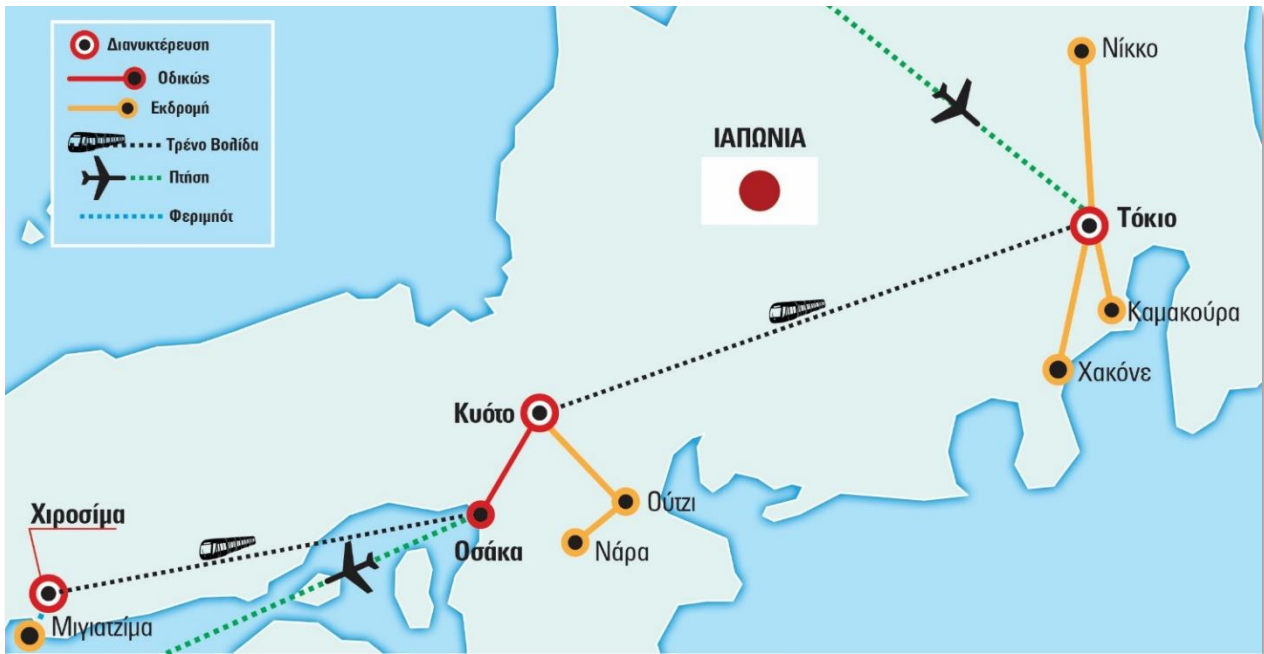 Διανυκτέρευση
Οδικώς
Εκδρομή
Τρένο Βολίδα
Πτήση
Φεριμπότ
ΙΑΠΩΝΙΑ
Νίκκο
Τόκιο
Καμακούρα
Χακόνε
Κυότο
Ούτζι
Νάρα
Οσάκα
Χιροσίμα
Μιγιατζίμα